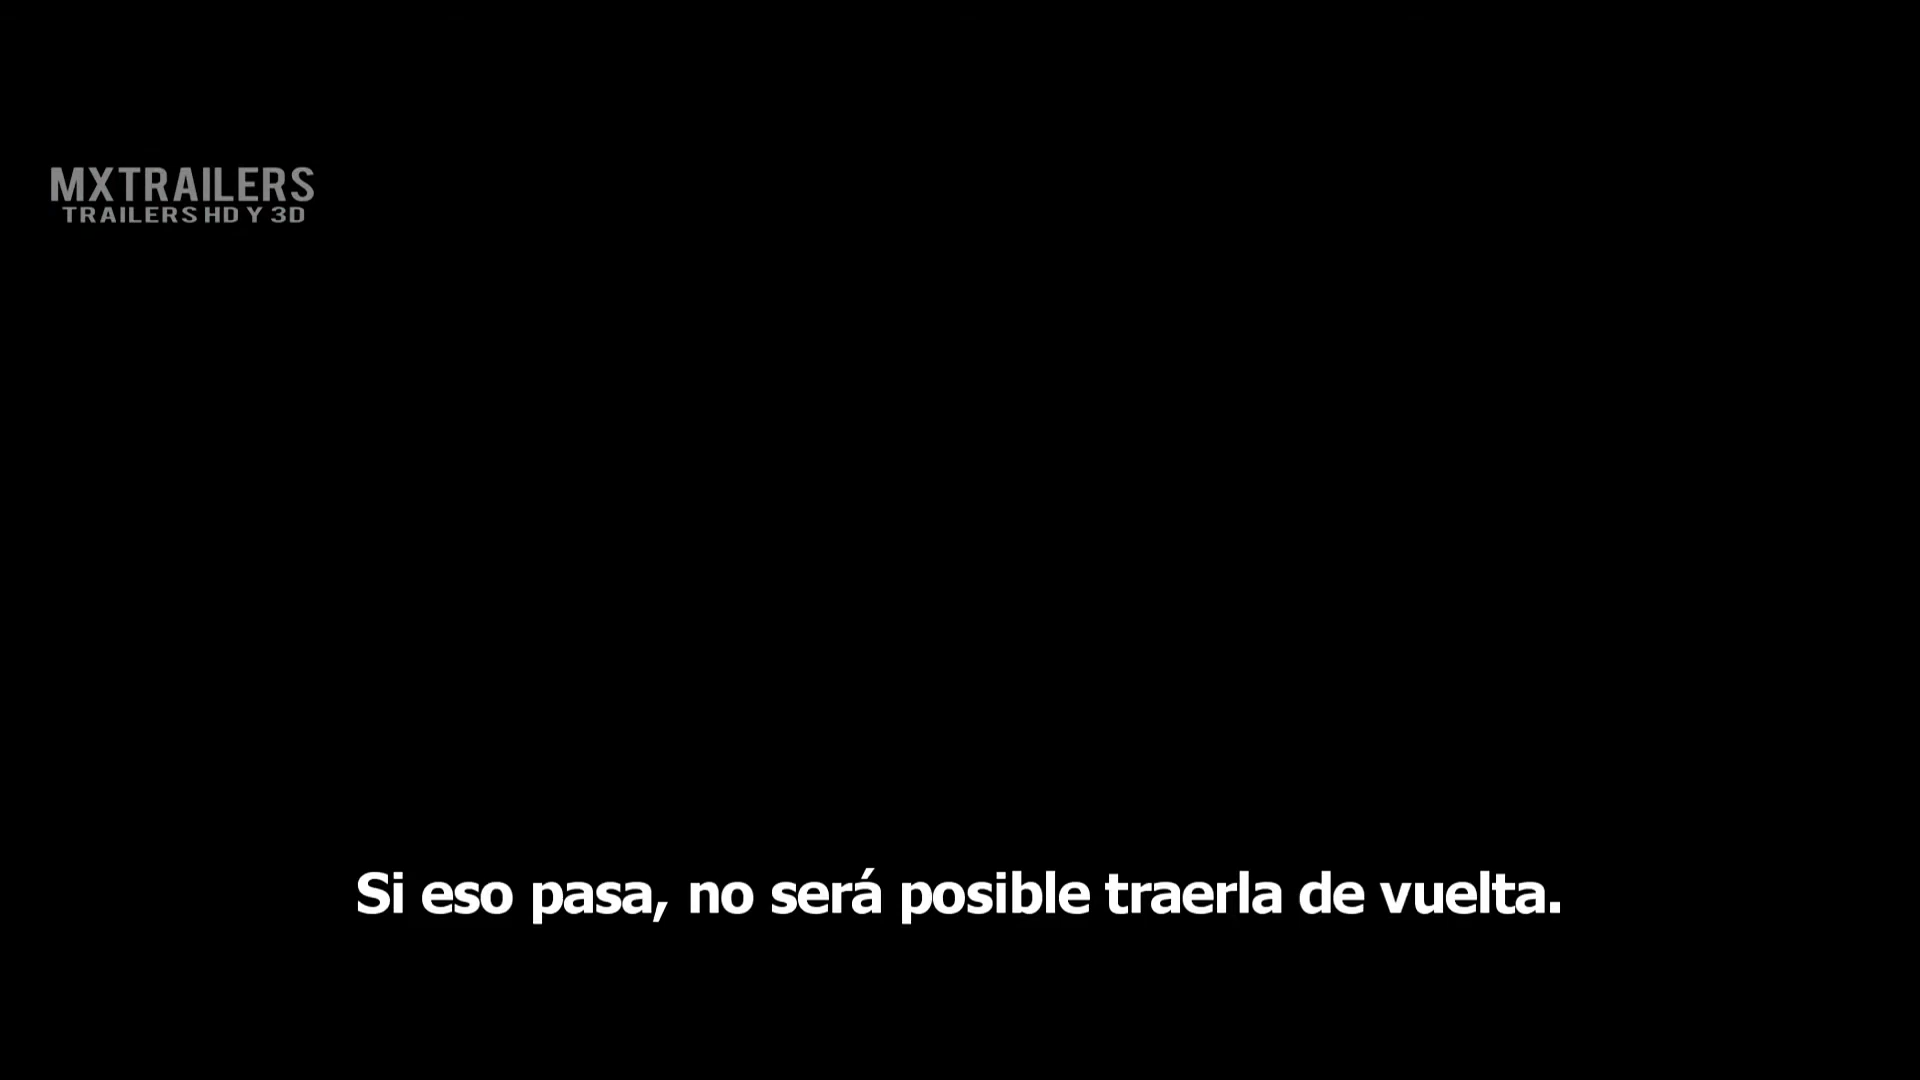 MXTRAILERS
TRAILERS HD Y 3D
Si eso pasa, no será posible traerla de vuelta.